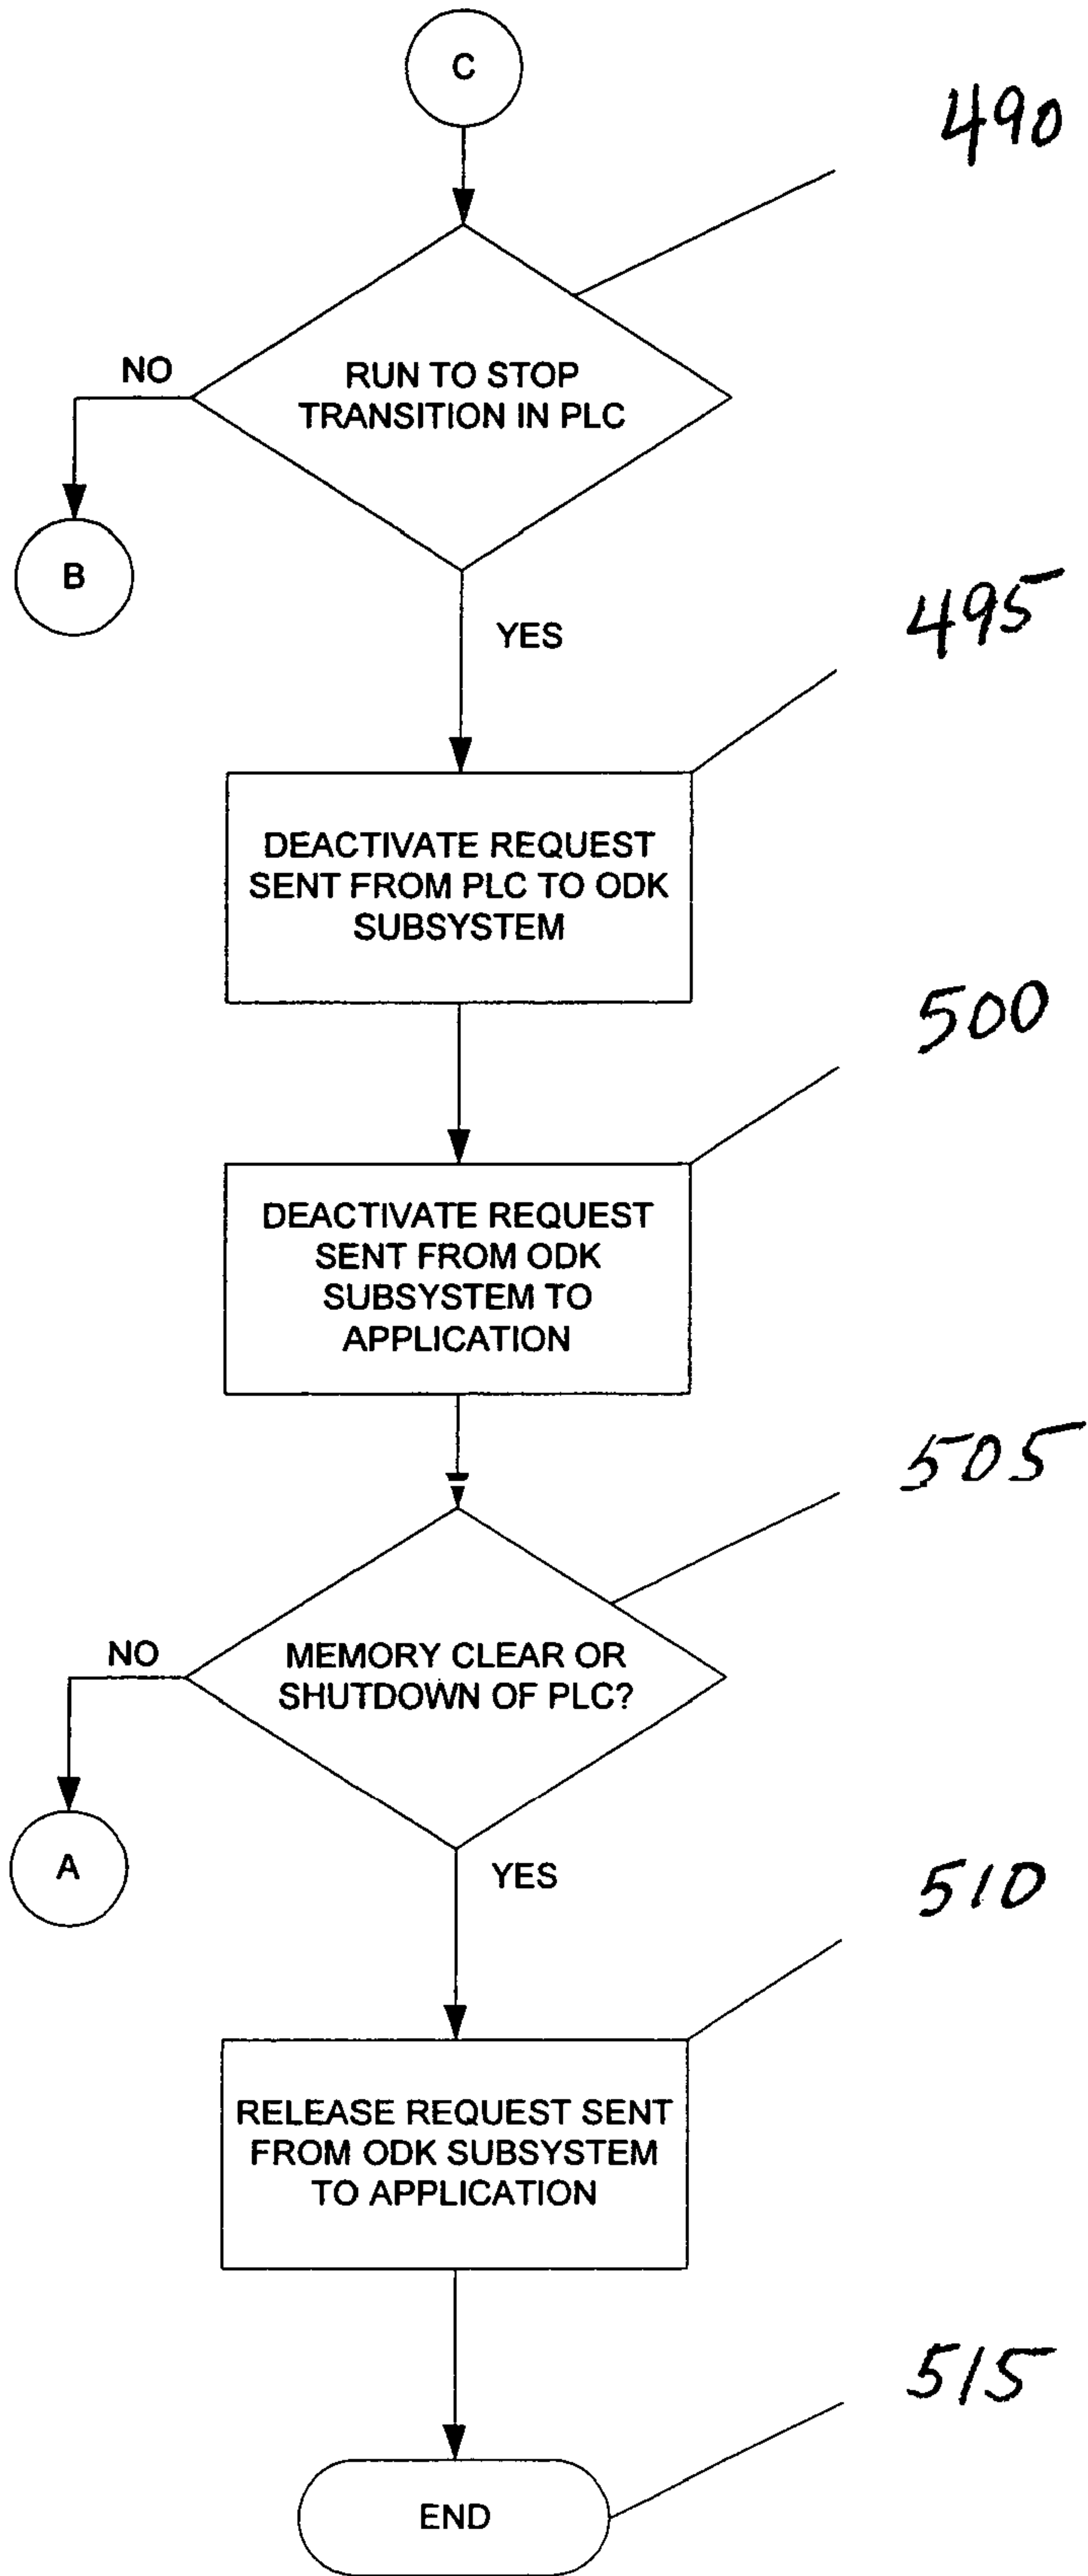 C
490
RUN TO STOP
TRANSITION IN PLC
NO
B
YES
495
DEACTIVATE REQUEST
SENT FROM PLC TO ODK
SUBSYSTEM
500
DEACTIVATE REQUEST
SENT FROM ODK
SUBSYSTEM TO
APPLICATION
505
MEMORY CLEAR OR
SHUTDOWN OF PLC?
NO
A
YES
510
RELEASE REQUEST SENT
FROM ODK SUBSYSTEM
TO APPLICATION
515
END